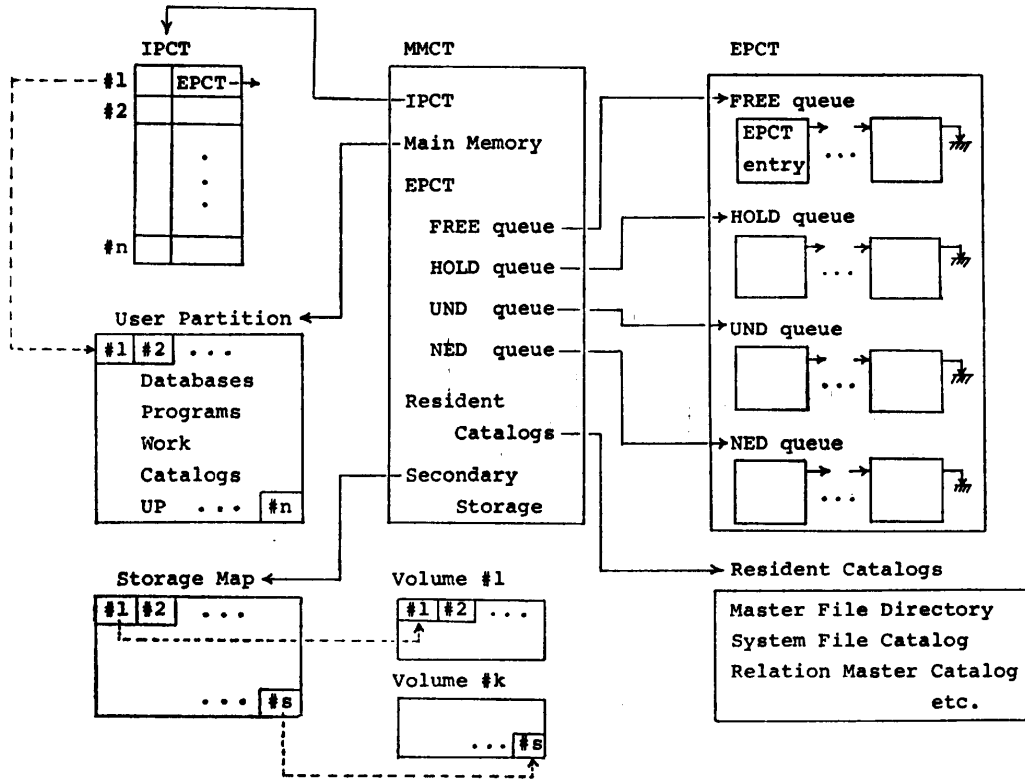 IPCT
#1 EPCT
#2
.
.
.
#n
User Partition
#1 #2 ...
Databases
Programs
Work
Catalogs
UP ... #n
Storage Map
#1 #2 ...
... #s
MMCT
IPCT
Main Memory
EPCT
FREE queue
HOLD queue
UND queue
NED queue
Resident
Catalogs
Secondary
Storage
Volume #1
#1 #2 ...
Volume #k
... #s
EPCT
FREE queue
EPCT
entry
...
HOLD queue
...
UND queue
...
NED queue
...
Resident Catalogs
Master File Directory
System File Catalog
Relation Master Catalog
etc.